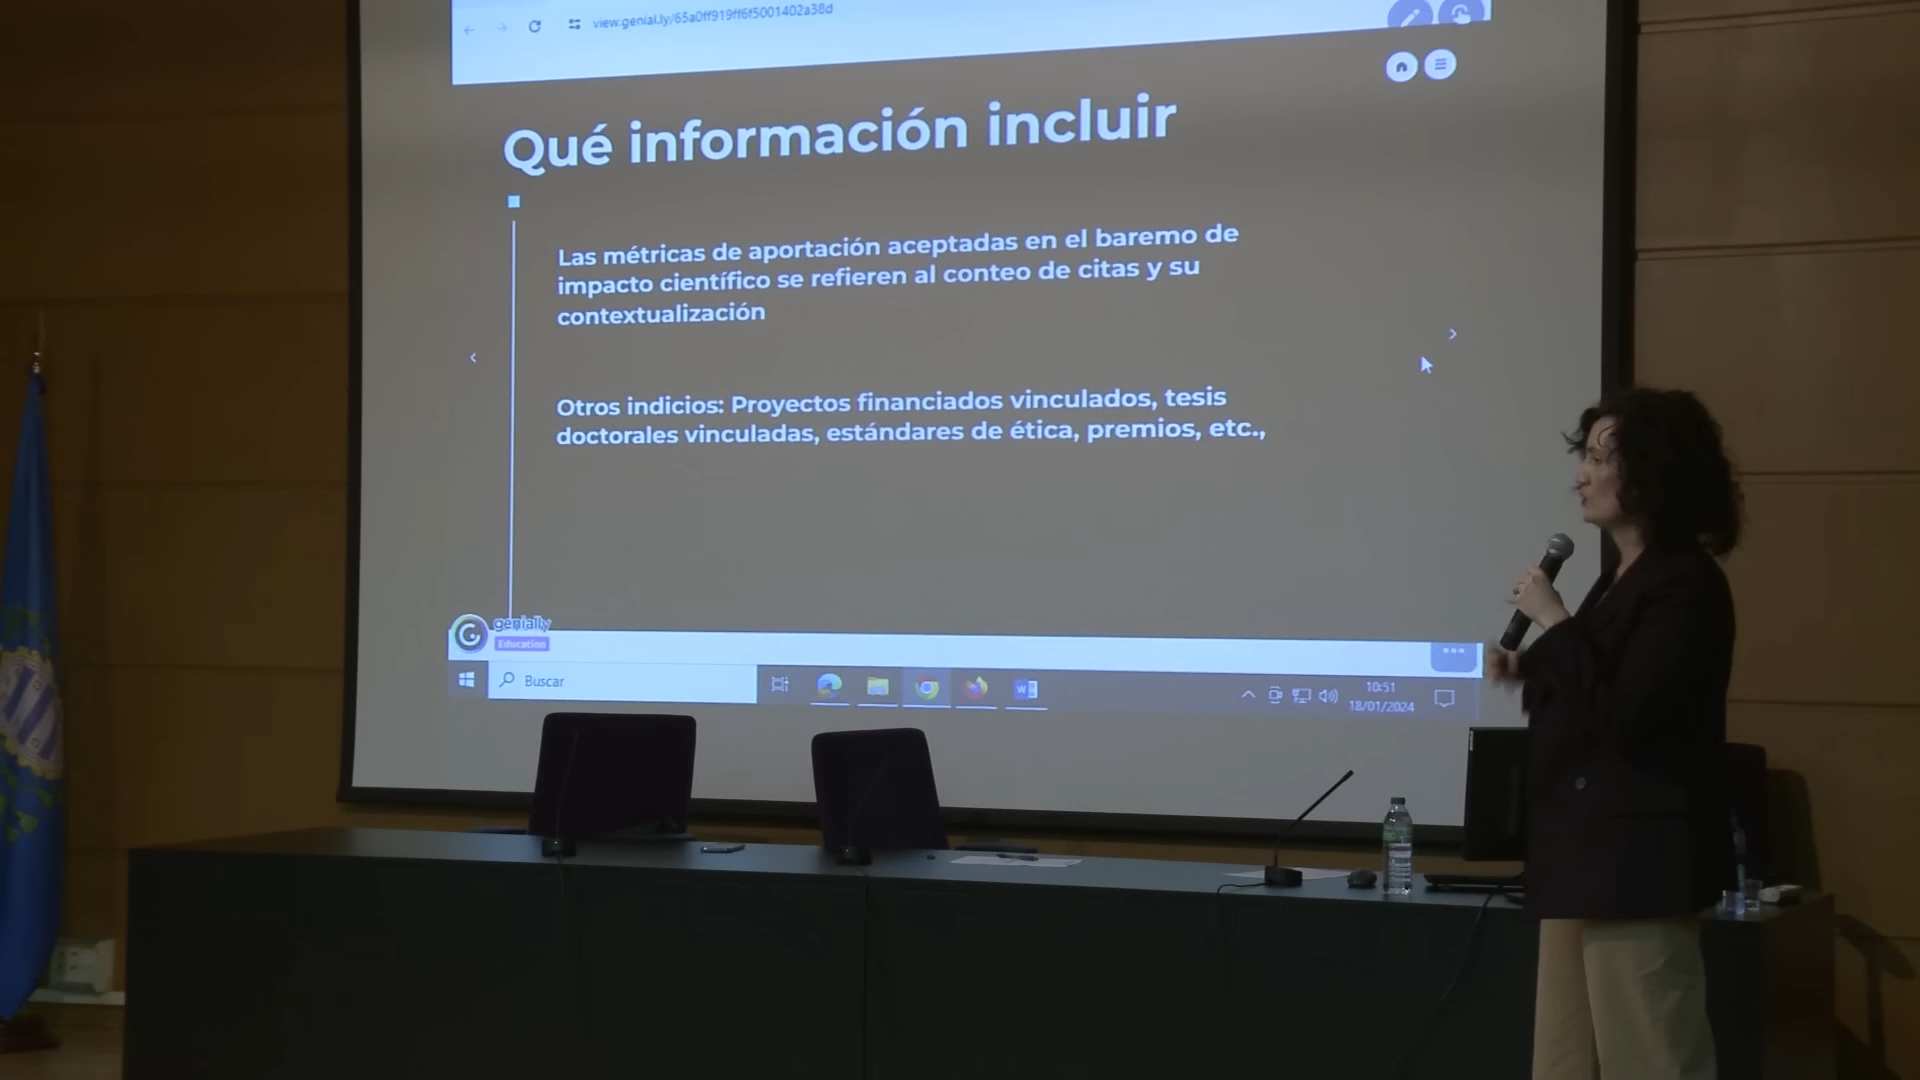 view.genial.ly/65a0ff919ff6f5001402a38d
Qué información incluir
Las métricas de aportación aceptadas en el baremo de
impacto científico se refieren al conteo de citas y su
contextualización
Otros indicios: Proyectos financiados vinculados, tesis
doctorales vinculadas, estándares de ética, premios, etc.,
genially
Education
Buscar
10:51
18/01/2024